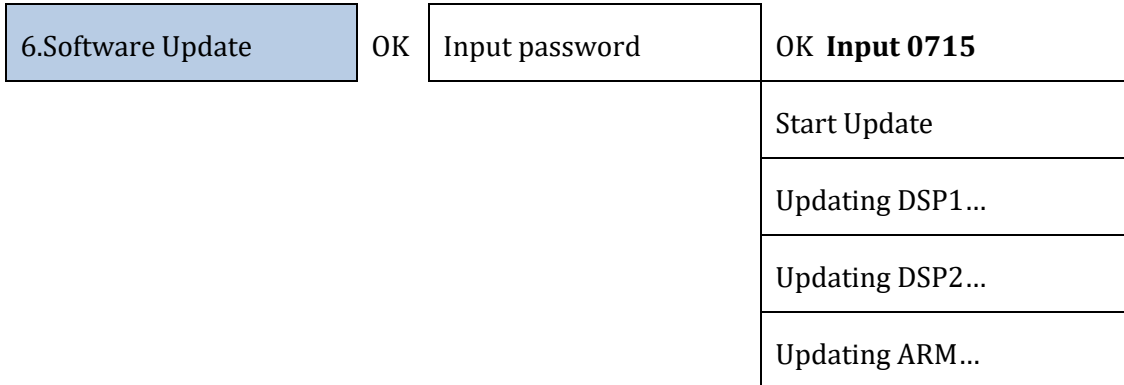 6.Software Update OK Input password OK Input 0715
Start Update
Updating DSP1…
Updating DSP2…
Updating ARM…